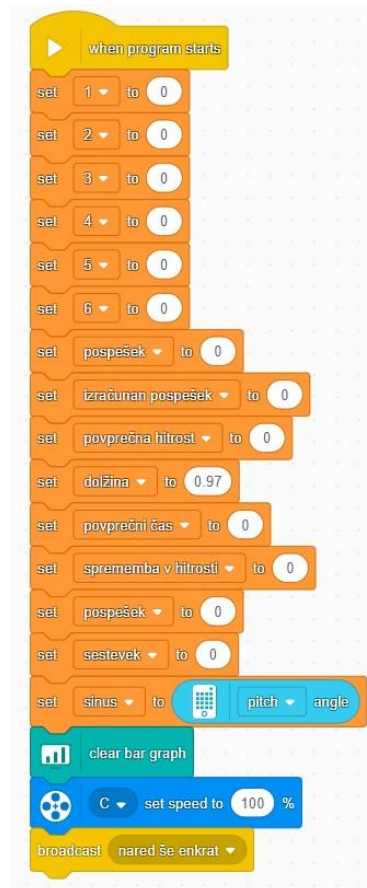 when program starts
set 1 to 0
set 2 to 0
set 3 to 0
set 4 to 0
set 5 to 0
set 6 to 0
set pospešek to 0
set izračunan pospešek to 0
set povprečna hitrost to 0
set dolžina to 0.97
set povprečni čas to 0
set sprememba v hitrosti to 0
set pospešek to 0
set sestevek to 0
set sinus to pitch angle
clear bar graph
C set speed to 100 %
broadcast nared še enkrat